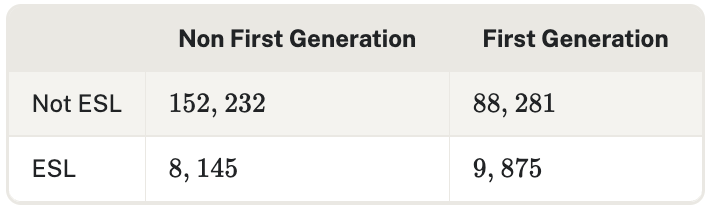 Non First Generation First Generation
Not ESL 152, 232 88, 281
ESL 8, 145 9, 875